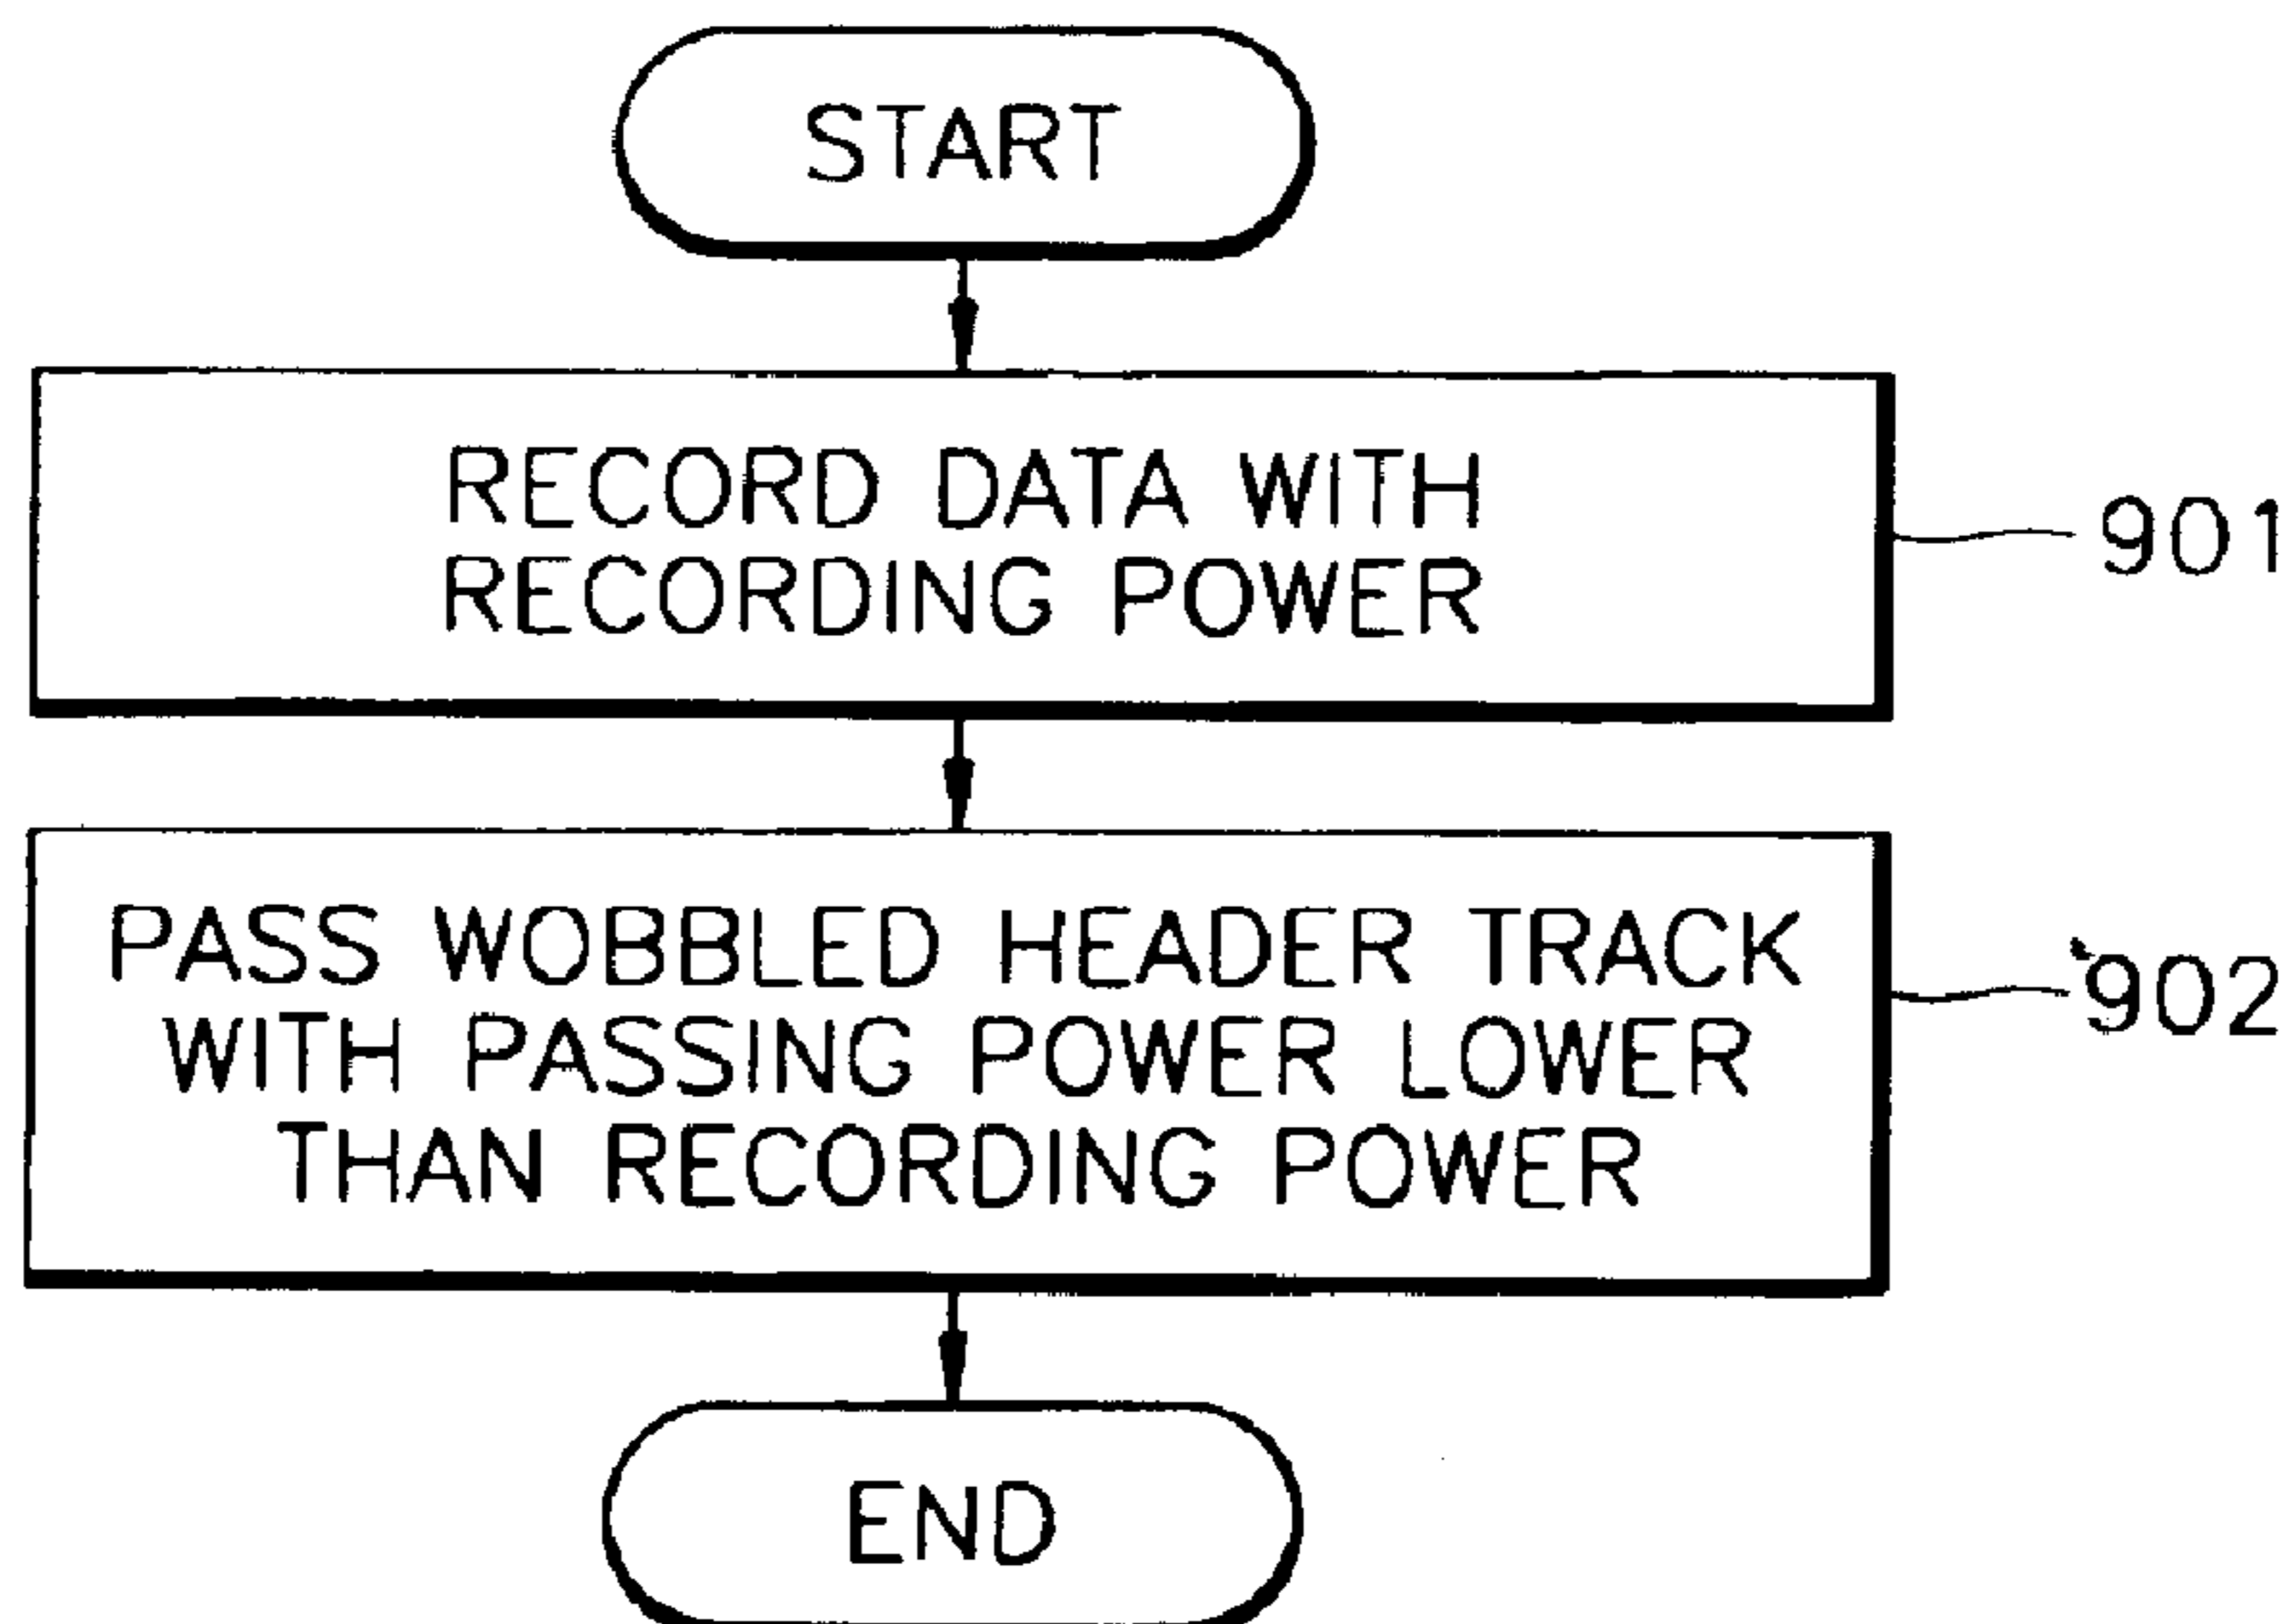 START
RECORD DATA WITH
RECORDING POWER
901
PASS WOBBLED HEADER TRACK
WITH PASSING POWER LOWER
THAN RECORDING POWER
902
END